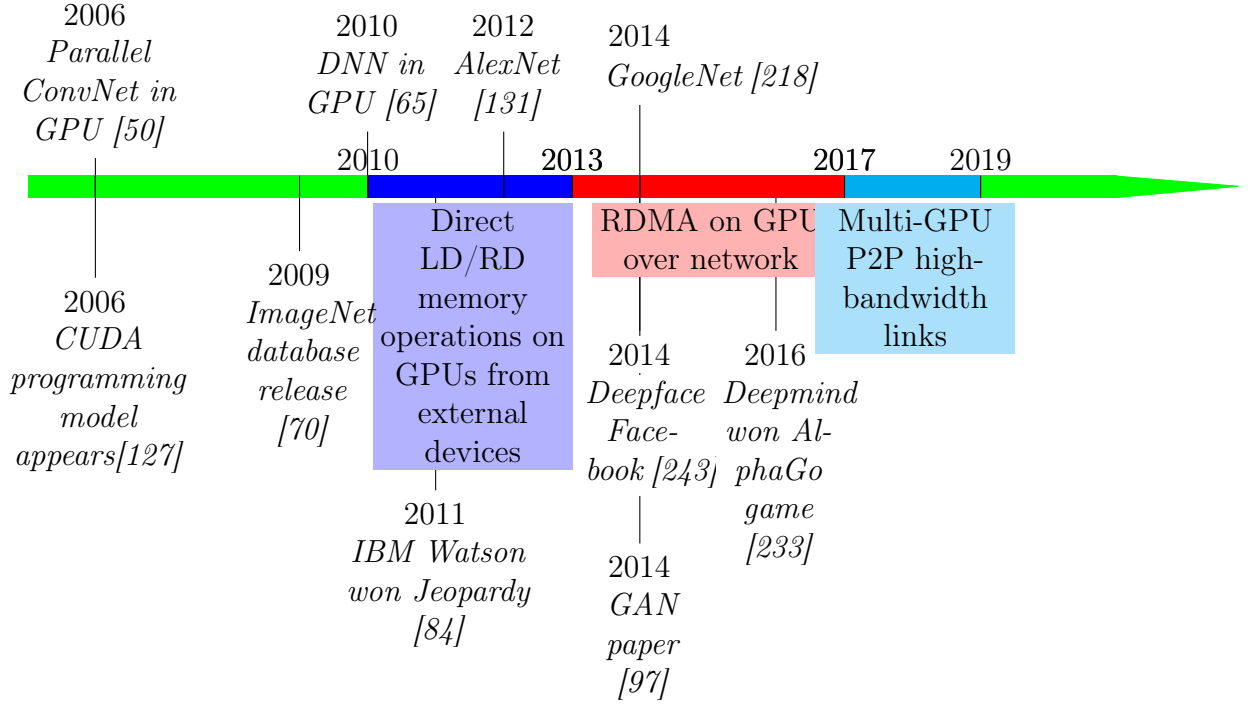 2006
Parallel
ConvNet in
GPU [50]
2010
DNN in
GPU [65]
2012
AlexNet
[131]
2014
GoogleNet [218]
2010
2013
2017
2019
2006
CUDA
programming
model
appears[127]
2009
ImageNet
database
release
[70]
Direct
LD/RD
memory
operations on
GPUs from
external
devices
2011
IBM Watson
won Jeopardy
[84]
RDMA on GPU
over network
2014
Deepface
Face-
book [243]
2014
GAN
paper
[97]
2016
Deepmind
won Al-
phaGo
game
[233]
Multi-GPU
P2P high-
bandwidth
links